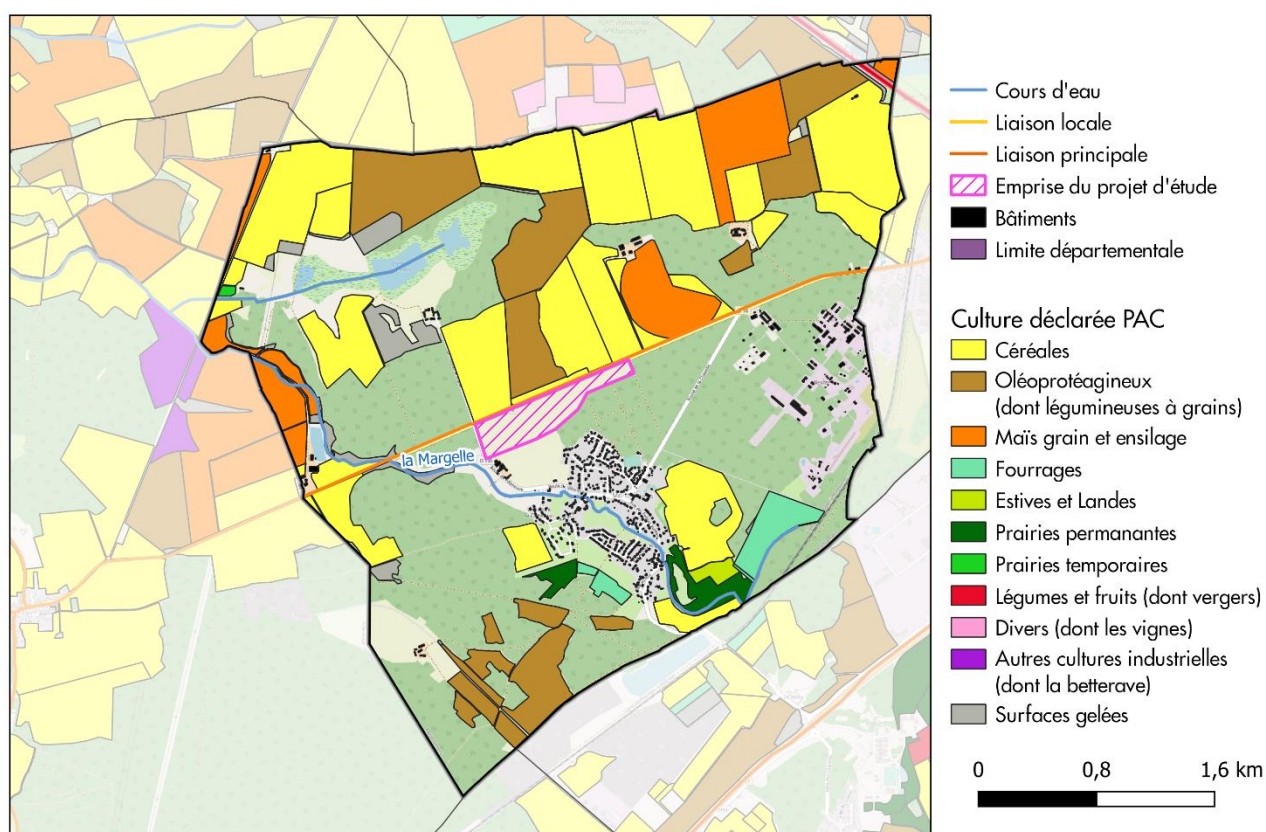 la Margelle
Cours d'eau
Liaison locale
Liaison principale
Emprise du projet d'étude
Bâtiments
Limite départementale
Culture déclarée PAC
Céréales
Oléoprotéagineux
(dont légumineuses à grains)
Maïs grain et ensilage
Fourrages
Estives et Landes
Prairies permanantes
Prairies temporaires
Légumes et fruits (dont vergers)
Divers (dont les vignes)
Autres cultures industrielles
(dont la betterave)
Surfaces gelées
0 0,8 1,6 km